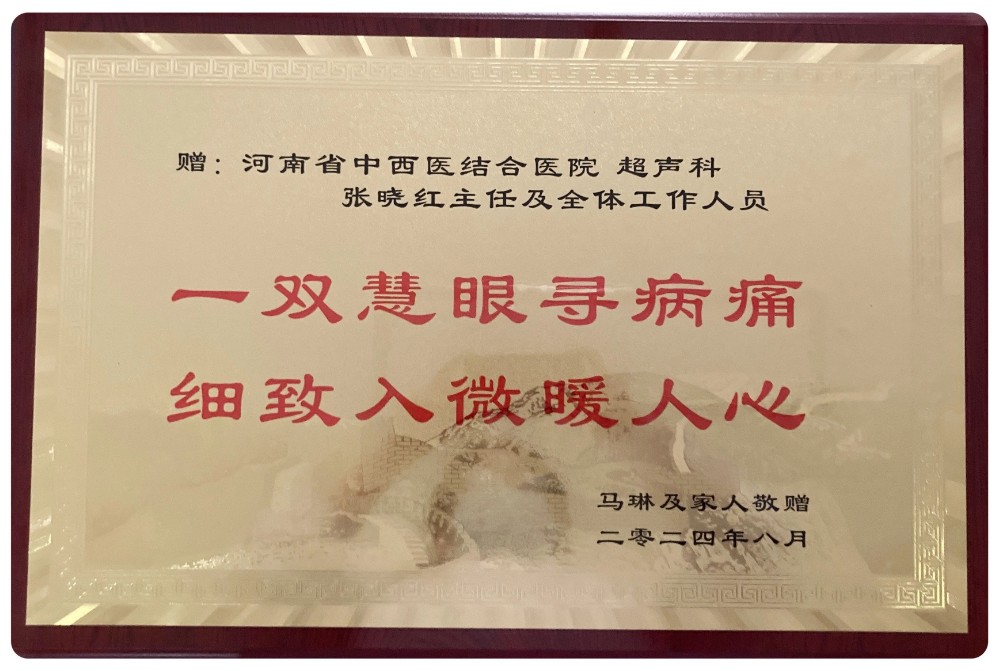 赠：河南省中西医结合医院 超声科
张晓红主任及全体工作人员
一双慧眼寻病痛
细致入微暖人心
马琳及家人敬赠
二零二四年八月